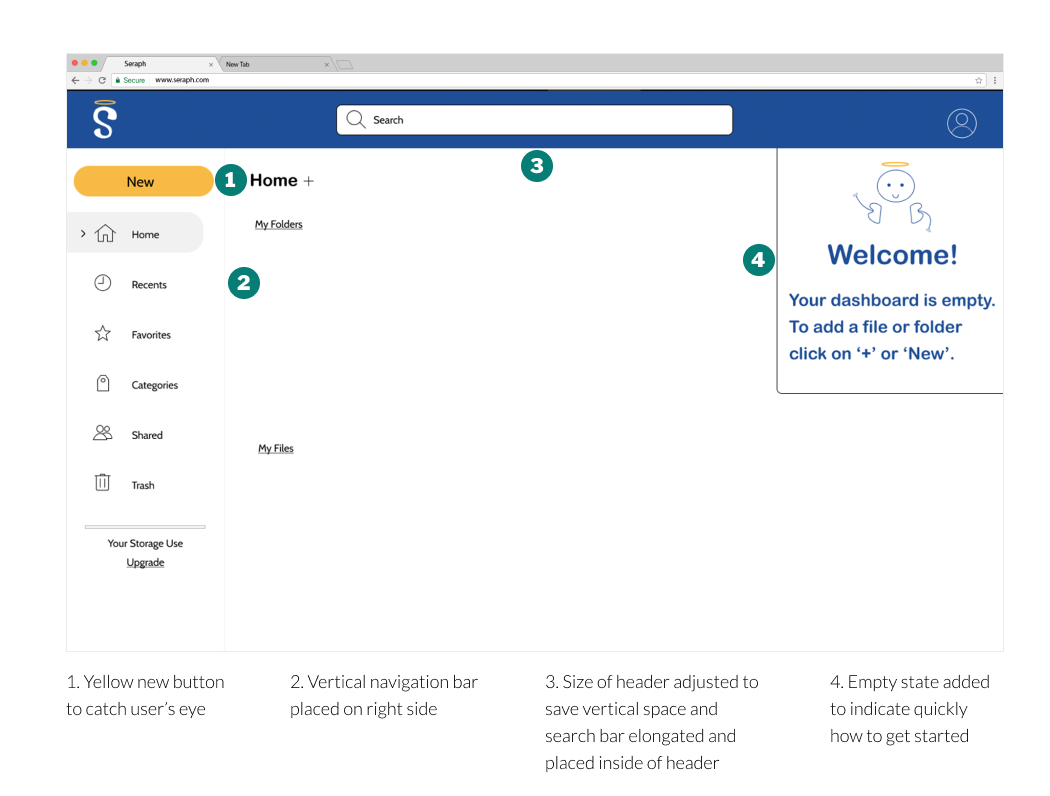 Seraph
New Tab
Secure www.seraph.com
S
Search
New
1
Home +
3
Home
My Folders
Welcome!
4
Recents
2
Your dashboard is empty.
To add a file or folder
click on ‘+’ or ‘New’.
Favorites
Categories
Shared
My Files
Trash
Your Storage Use
Upgrade
1. Yellow new button
to catch user’s eye
2. Vertical navigation bar
placed on right side
3. Size of header adjusted to
save vertical space and
search bar elongated and
placed inside of header
4. Empty state added
to indicate quickly
how to get started